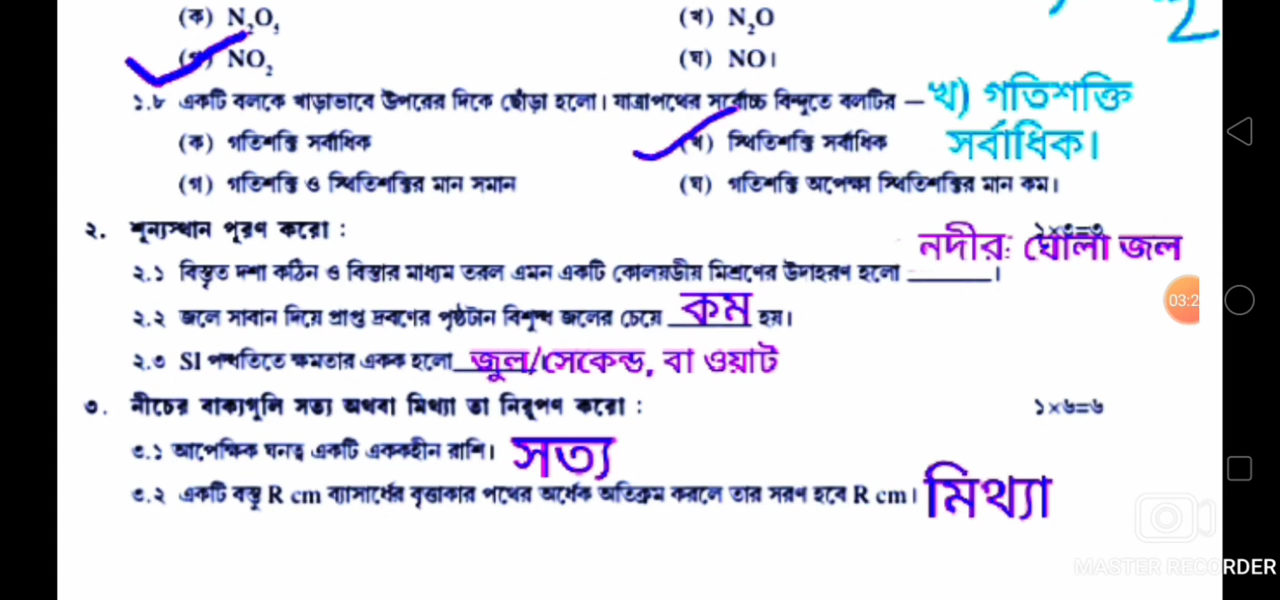 (ক) N₂O₅ (খ) N₂O
NO₂ (ঘ) NO।
১.৮ একটি বলকে খাড়াভাবে উপরের দিকে ছোঁড়া হলো। যাত্রাপথের সর্বোচ্চ বিন্দুতে বলটির — খ) গতিশক্তি
সর্বাধিক।
(ক) গতিশক্তি সর্বাধিক (খ) স্থিতিশক্তি সর্বাধিক
(গ) গতিশক্তি ও স্থিতিশক্তির মান সমান (ঘ) গতিশক্তি অপেক্ষা স্থিতিশক্তির মান কম।
২. শূন্যস্থান পূরণ করো : ১×৩=৩
নদীর ঘোলা জল
২.১ বিস্তৃত দশা কঠিন ও বিস্তার মাধ্যম তরল এমন একটি কোলয়ডীয় মিশ্রণের উদাহরণ হলো ______।
২.২ জলে সাবান দিয়ে প্রাপ্ত দ্রবণের পৃষ্ঠটান বিশুদ্ধ জলের চেয়ে কম হয়।
২.৩ SI পদ্ধতিতে ক্ষমতার একক হলো জুল/সেকেন্ড, বা ওয়াট
৩. নীচের বাক্যগুলি সত্য অথবা মিথ্যা তা নিরূপণ করো : ১×৬=৬
৩.১ আপেক্ষিক ঘনত্ব একটি এককহীন রাশি। সত্য
৩.২ একটি বস্তু R cm ব্যাসার্ধের বৃত্তাকার পথের অর্ধেক অতিক্রম করলে তার সরণ হবে R cm। মিথ্যা
03:2
MASTER RECORDER